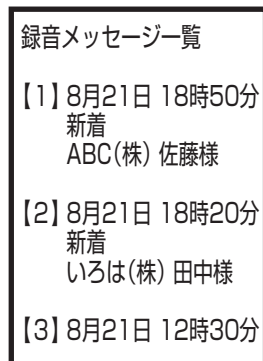 録音メッセージ一覧
【1】8月21日 18時50分
新着
ABC(株) 佐藤様
【2】8月21日 18時20分
新着
いろは(株) 田中様
【3】8月21日 12時30分